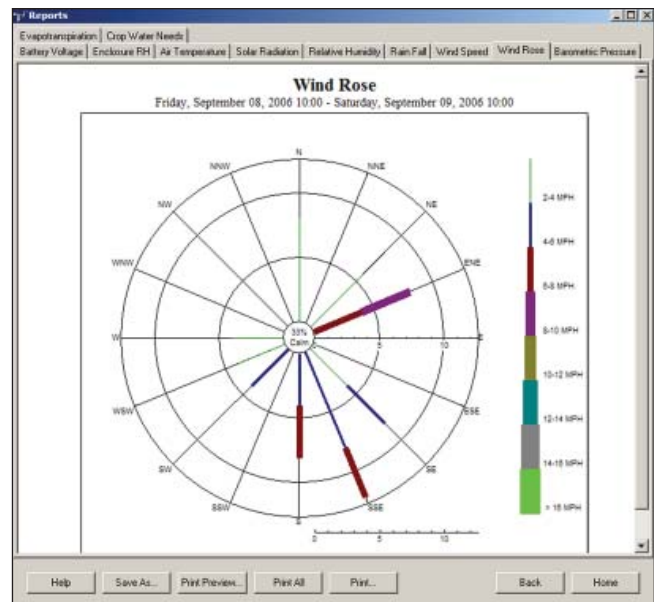 Reports
Evapotranspiration Crop Water Needs
Battery Voltage Enclosure RH Air Temperature Solar Radiation Relative Humidity Rain Fall Wind Speed Wind Rose Barometric Pressure
Wind Rose
Friday, September 08, 2006 10:00 - Saturday, September 09, 2006 10:00
N
NNW NNE
NW NE
WNW ENE
W 33% Calm 0 5 10 E
WSW ESE
SW SE
SSW SSE
S
0 5 10
2-4 MPH
4-6 MPH
6-8 MPH
8-10 MPH
10-12 MPH
12-14 MPH
14-16 MPH
> 16 MPH
Help Save As... Print Preview... Print All Print... Back Home